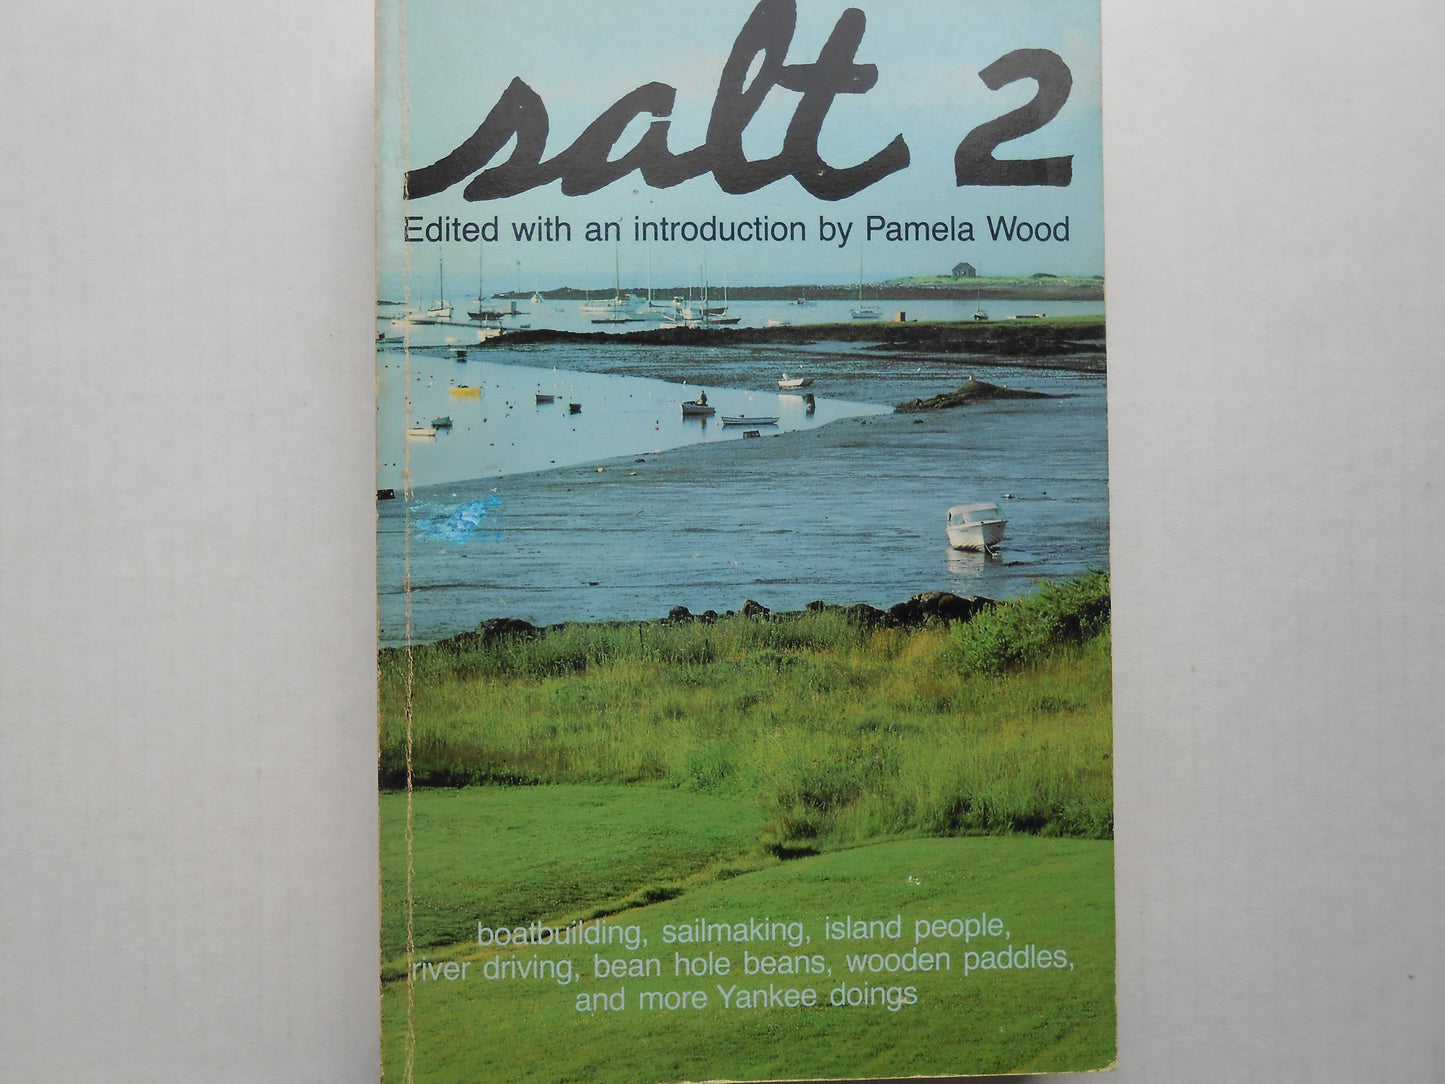 salt 2
Edited with an introduction by Pamela Wood
boatbuilding, sailmaking, island people,
river driving, bean hole beans, wooden paddles,
and more Yankee doings